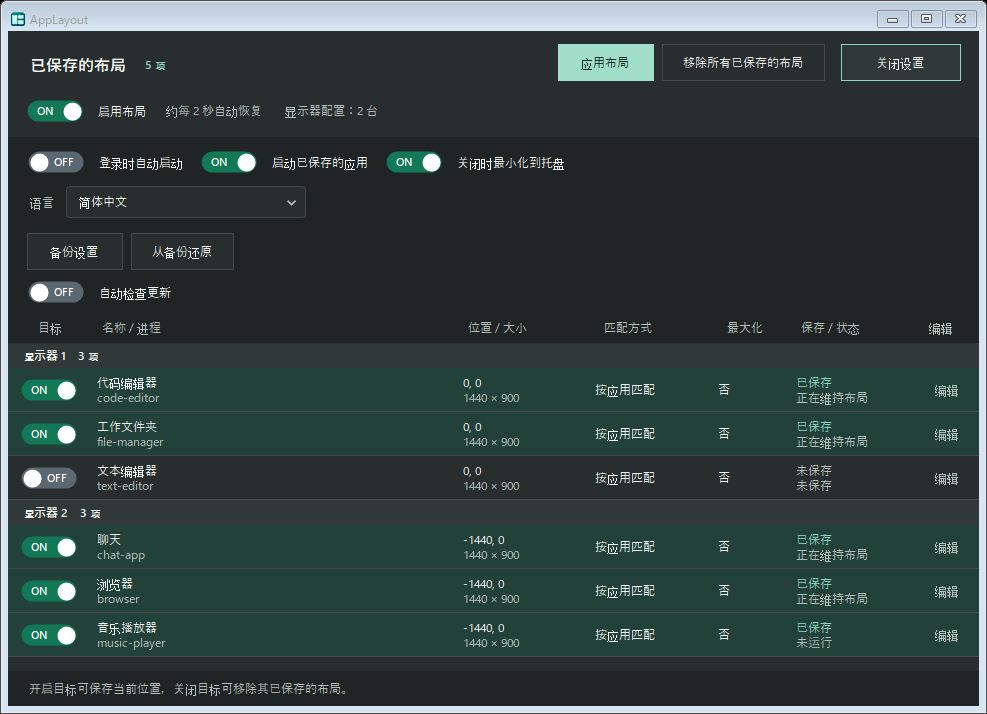 AppLayout
已保存的布局 5 项 应用布局 移除所有已保存的布局 关闭设置
ON 启用布局 约每 2 秒自动恢复 显示器配置：2 台
OFF 登录时自动启动 ON 启动已保存的应用 ON 关闭时最小化到托盘
语言 简体中文
备份设置 从备份还原
OFF 自动检查更新
目标 名称 / 进程 位置 / 大小 匹配方式 最大化 保存 / 状态 编辑
显示器 1 3 项
ON 代码编辑器 0, 0 按应用匹配 否 已保存 编辑
code-editor 1440 × 900 正在维持布局
ON 工作文件夹 0, 0 按应用匹配 否 已保存 编辑
file-manager 1440 × 900 正在维持布局
OFF 文本编辑器 0, 0 按应用匹配 否 未保存 编辑
text-editor 1440 × 900 未保存
显示器 2 3 项
ON 聊天 -1440, 0 按应用匹配 否 已保存 编辑
chat-app 1440 × 900 正在维持布局
ON 浏览器 -1440, 0 按应用匹配 否 已保存 编辑
browser 1440 × 900 正在维持布局
ON 音乐播放器 -1440, 0 按应用匹配 否 已保存 编辑
music-player 1440 × 900 未运行
开启目标可保存当前位置，关闭目标可移除其已保存的布局。